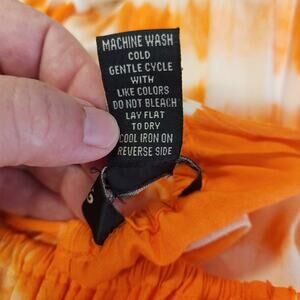 MACHINE WASH
COLD
GENTLE CYCLE
WITH
LIKE COLORS
DO NOT BLEACH
LAY FLAT
TO DRY
COOL IRON ON
REVERSE SIDE